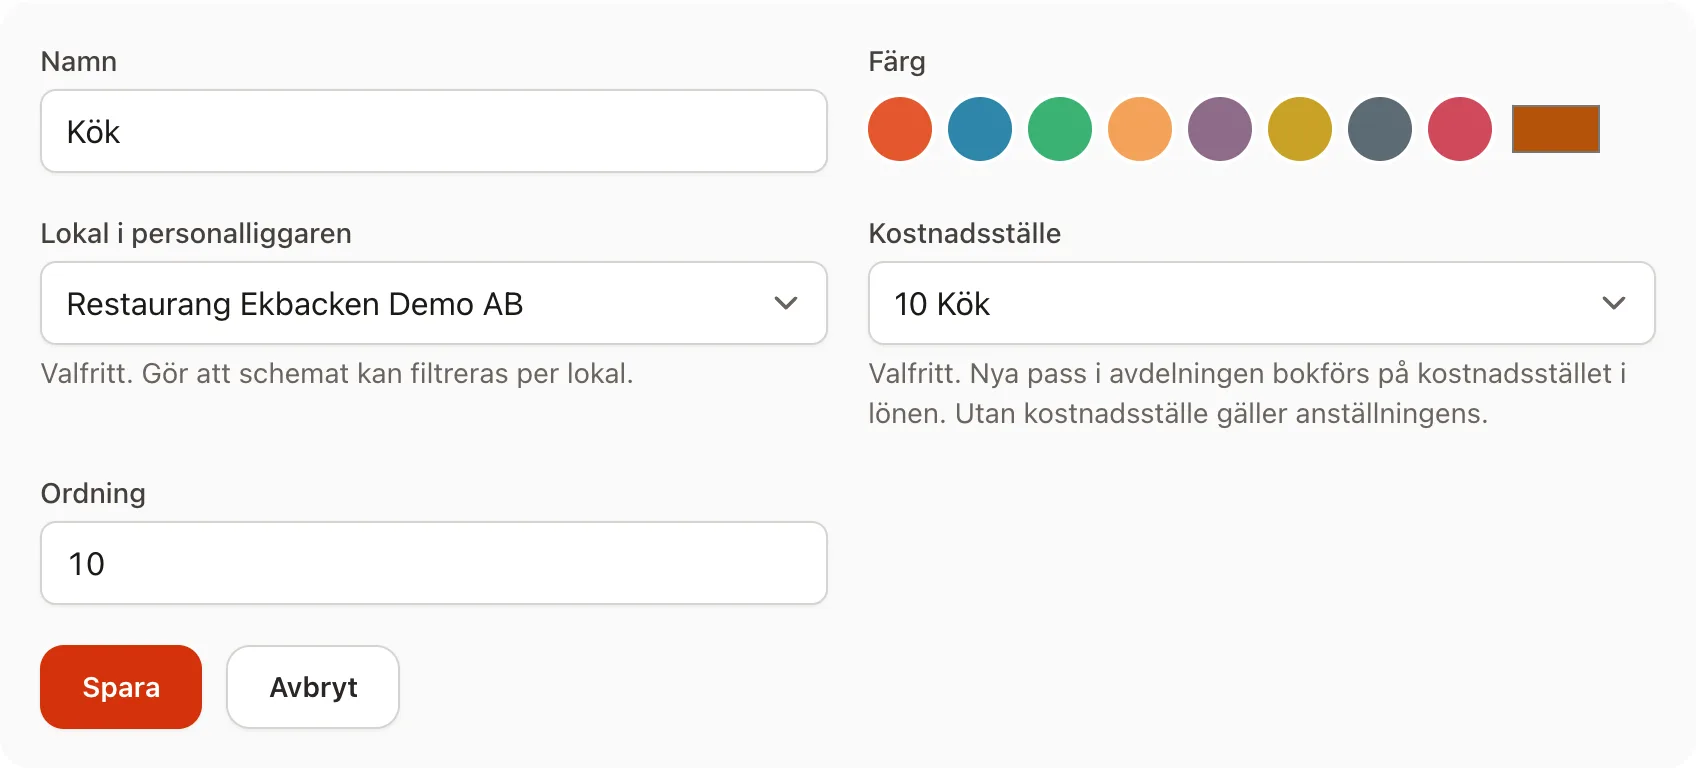 Namn
Färg
Kök
Lokal i personalliggaren
Kostnadsställe
Restaurang Ekbacken Demo AB
10 Kök
Valfritt. Gör att schemat kan filtreras per lokal.
Valfritt. Nya pass i avdelningen bokförs på kostnadsstället i
lönen. Utan kostnadsställe gäller anställningens.
Ordning
10
Spara
Avbryt